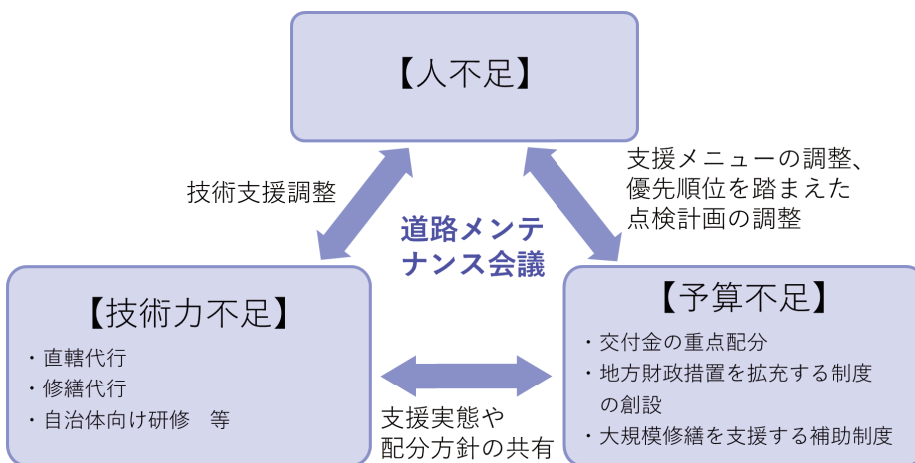 【人不足】
技術支援調整
支援メニューの調整、
優先順位を踏まえた
点検計画の調整
道路メンテ
ナンス会議
【技術力不足】
・直轄代行
・修繕代行
・自治体向け研修　等
【予算不足】
・交付金の重点配分
・地方財政措置を拡充する制度
の創設
・大規模修繕を支援する補助制度
支援実態や
配分方針の共有